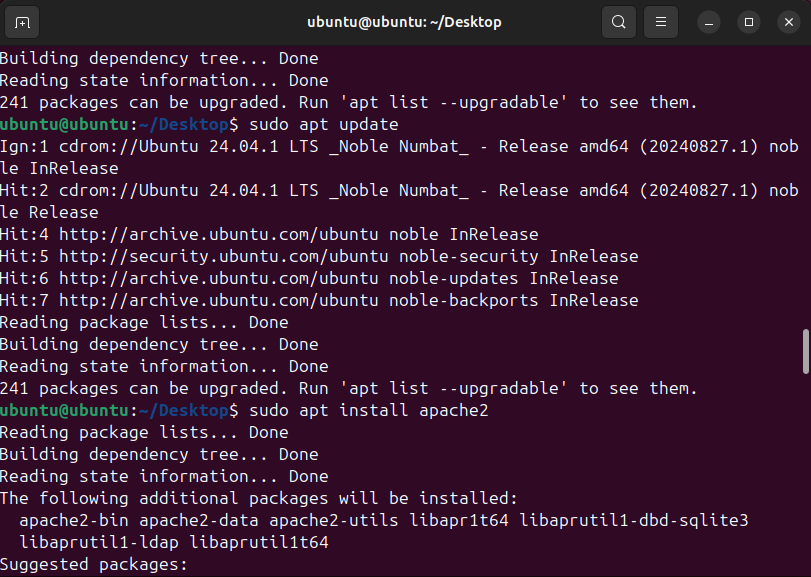 ubuntu@ubuntu: ~/Desktop
Building dependency tree... Done
Reading state information... Done
241 packages can be upgraded. Run 'apt list --upgradable' to see them.
ubuntu@ubuntu:~/Desktop$ sudo apt update
Ign:1 cdrom://Ubuntu 24.04.1 LTS _Noble Numbat_ - Release amd64 (20240827.1) nob
le InRelease
Hit:2 cdrom://Ubuntu 24.04.1 LTS _Noble Numbat_ - Release amd64 (20240827.1) nob
le Release
Hit:4 http://archive.ubuntu.com/ubuntu noble InRelease
Hit:5 http://security.ubuntu.com/ubuntu noble-security InRelease
Hit:6 http://archive.ubuntu.com/ubuntu noble-updates InRelease
Hit:7 http://archive.ubuntu.com/ubuntu noble-backports InRelease
Reading package lists... Done
Building dependency tree... Done
Reading state information... Done
241 packages can be upgraded. Run 'apt list --upgradable' to see them.
ubuntu@ubuntu:~/Desktop$ sudo apt install apache2
Reading package lists... Done
Building dependency tree... Done
Reading state information... Done
The following additional packages will be installed:
  apache2-bin apache2-data apache2-utils libapr1t64 libaprutil1-dbd-sqlite3
  libaprutil1-ldap libaprutil1t64
Suggested packages: